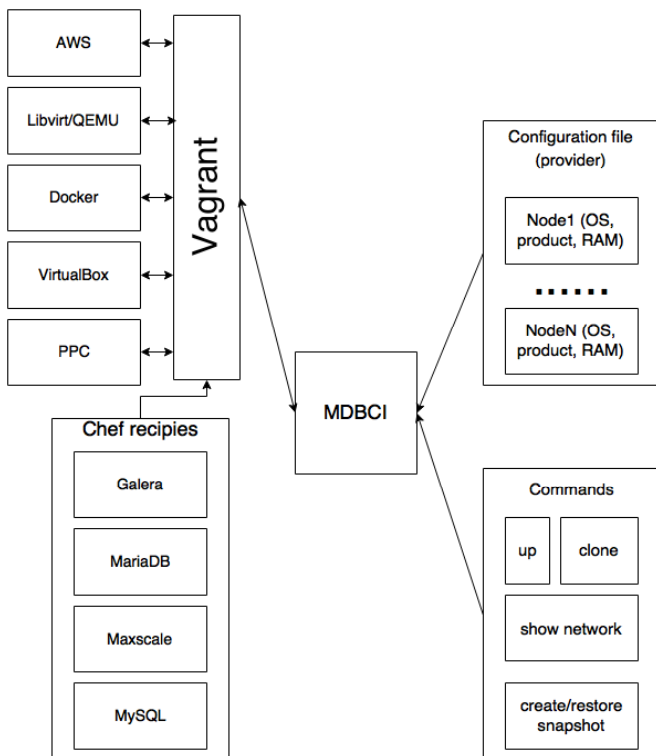 AWS
Libvirt/QEMU
Docker
VirtualBox
PPC
Vagrant
Chef recipies
Galera
MariaDB
Maxscale
MySQL
MDBCI
Configuration file
(provider)
Node1 (OS,
product, RAM)
......
NodeN (OS,
product, RAM)
Commands
up
clone
show network
create/restore
snapshot